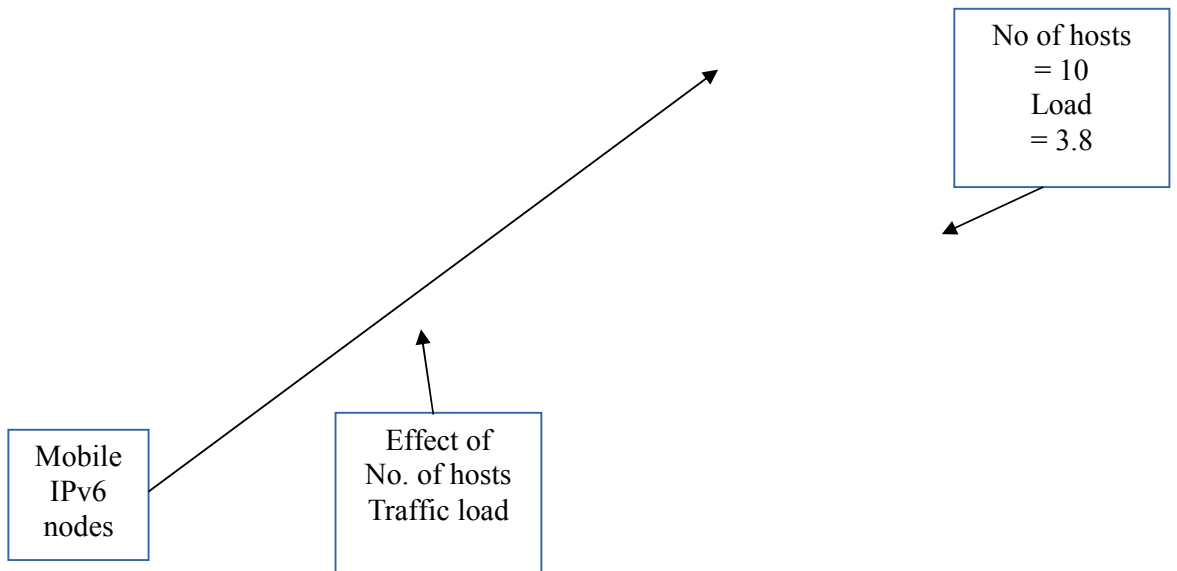 No of hosts
= 10
Load
= 3.8
Effect of
No. of hosts
Traffic load
Mobile
IPv6
nodes